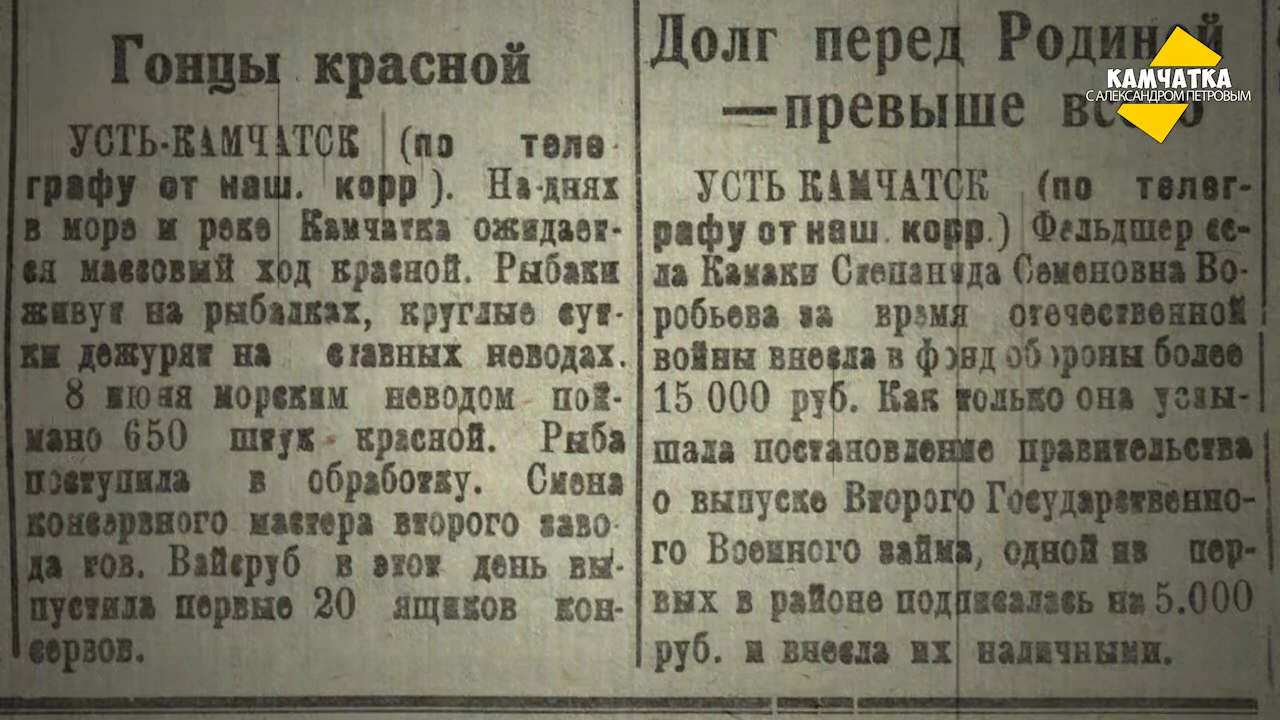 Гонцы красной
УСТЬ-КАМЧАТСК (по теле-
графу от наш. корр). На-днях
в море и реке Камчатка ожидает-
ся массовый ход красной. Рыбаки
живут на рыбалках, круглые сут-
ки дежурят на ставных неводах.
8 июня морским неводом пой-
мано 650 штук красной. Рыба
поступила в обработку. Смена
консервного мастера второго заво-
да тов. Вайсруб в этот день вы-
пустила первые 20 ящиков кон-
сервов.
Долг перед Родиной
—превыше всего
УСТЬ КАМЧАТСК (по телег-
рафу от наш. корр.) Фельдшер се-
ла Камаки Степанида Семеновна Во-
робьева за время отечественной
войны внесла в фонд обороны более
15 000 руб. Как только она услы-
шала постановление правительства
о выпуске Второго Государственно-
го Военного займа, одной из пер-
вых в районе подписалась на 5.000
руб. и внесла их наличными.
КАМЧАТКА
С АЛЕКСАНДРОМ ПЕТРОВЫМ